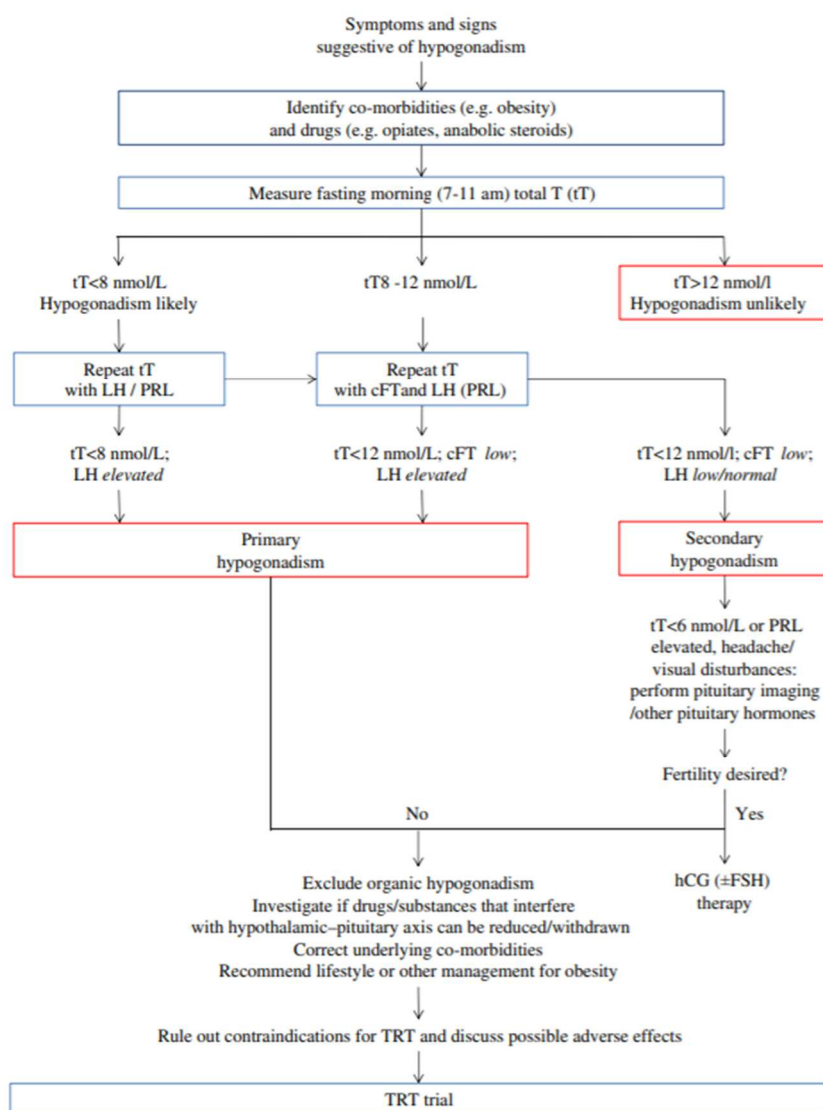 Symptoms and signs
suggestive of hypogonadism
Identify co-morbidities (e.g. obesity)
and drugs (e.g. opiates, anabolic steroids)
Measure fasting morning (7-11 am) total T (tT)
tT<8 nmol/L
Hypogonadism likely
tT8 -12 nmol/L
tT>12 nmol/l
Hypogonadism unlikely
Repeat tT
with LH / PRL
Repeat tT
with cFTand LH (PRL)
tT<8 nmol/L;
LH elevated
tT<12 nmol/L; cFT low;
LH elevated
tT<12 nmol/l; cFT low;
LH low/normal
Primary
hypogonadism
Secondary
hypogonadism
tT<6 nmol/L or PRL
elevated, headache/
visual disturbances:
perform pituitary imaging
/other pituitary hormones
Fertility desired?
No
Yes
Exclude organic hypogonadism
Investigate if drugs/substances that interfere
with hypothalamic–pituitary axis can be reduced/withdrawn
Correct underlying co-morbidities
Recommend lifestyle or other management for obesity
hCG (±FSH)
therapy
Rule out contraindications for TRT and discuss possible adverse effects
TRT trial